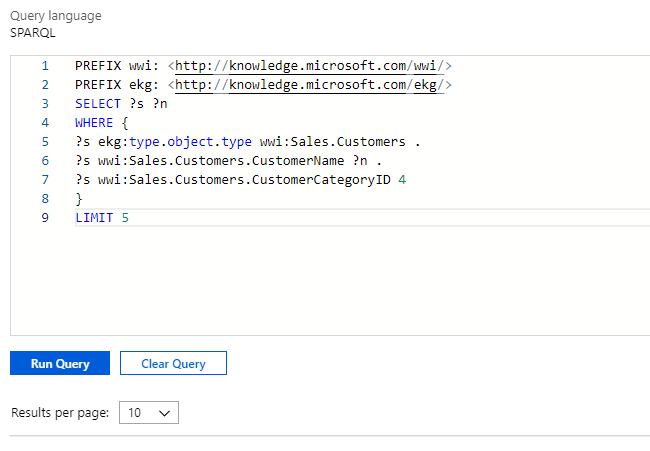 Query language
SPARQL
1 PREFIX wwi: <http://knowledge.microsoft.com/wwi/>
2 PREFIX ekg: <http://knowledge.microsoft.com/ekg/>
3 SELECT ?s ?n
4 WHERE {
5 ?s ekg:type.object.type wwi:Sales.Customers .
6 ?s wwi:Sales.Customers.CustomerName ?n .
7 ?s wwi:Sales.Customers.CustomerCategoryID 4
8 }
9 LIMIT 5
Run Query Clear Query
Results per page: 10